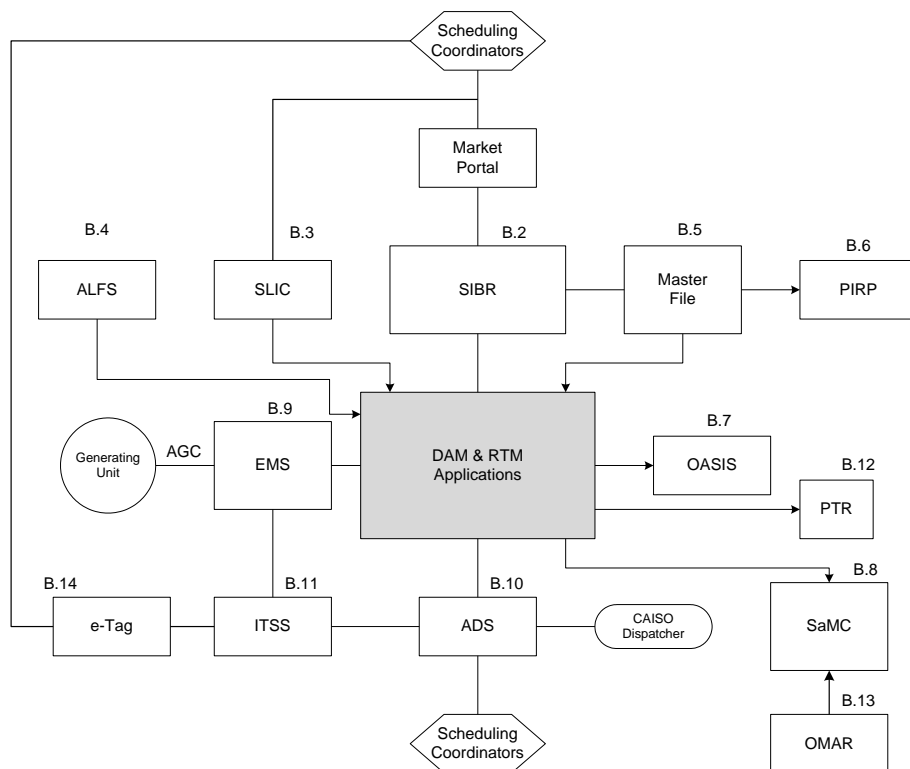 Scheduling
Coordinators
Market
Portal
B.4
B.3
B.2
B.5
B.6
ALFS
SLIC
SIBR
Master
File
PIRP
B.9
B.7
Generating
Unit
AGC
EMS
DAM & RTM
Applications
OASIS
B.12
PTR
B.14
B.11
B.10
B.8
e-Tag
ITSS
ADS
CAISO
Dispatcher
SaMC
B.13
Scheduling
Coordinators
OMAR